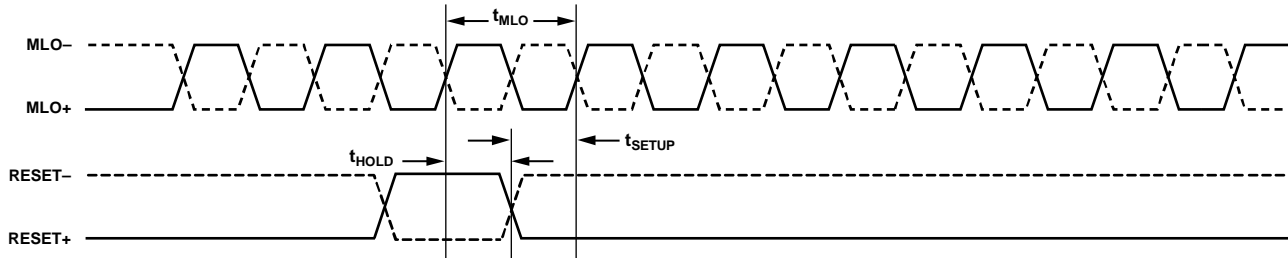 tMLO
MLO–
MLO+
tSETUP
tHOLD
RESET–
RESET+